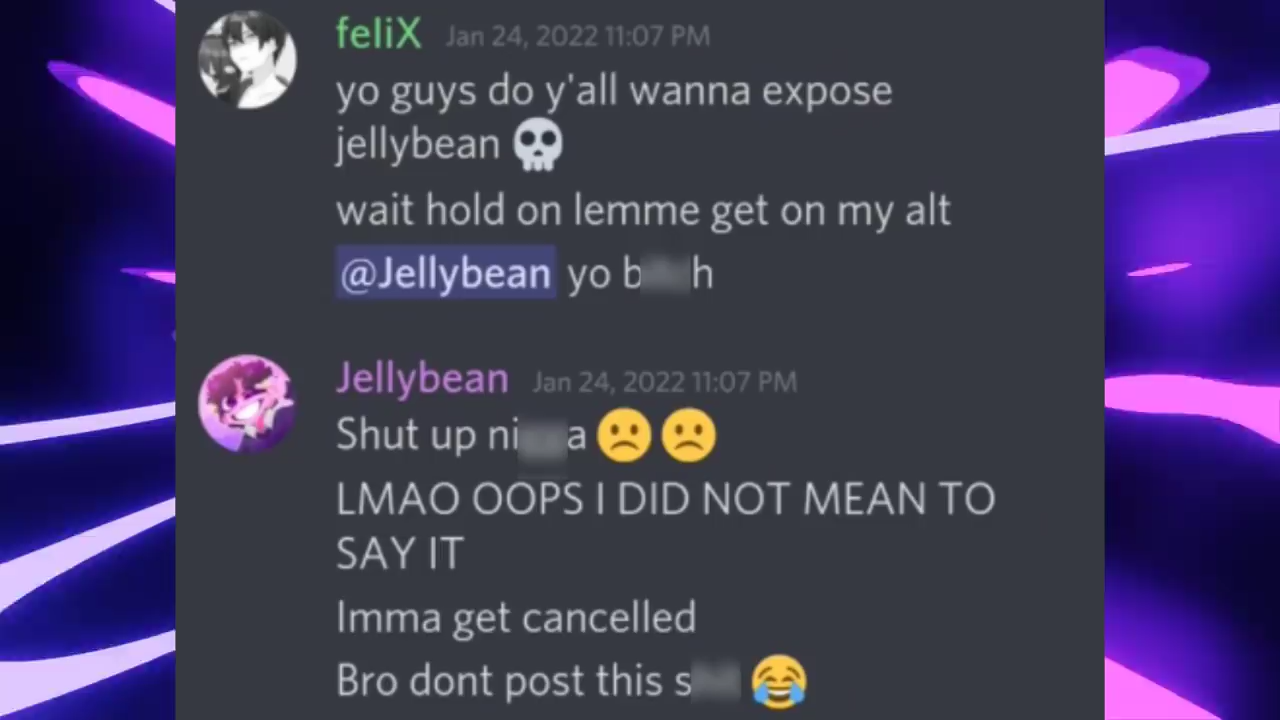 feliX Jan 24, 2022 11:07 PM
yo guys do y'all wanna expose
jellybean 💀
wait hold on lemme get on my alt
@Jellybean yo b h
Jellybean Jan 24, 2022 11:07 PM
Shut up ni a ☹️☹️
LMAO OOPS I DID NOT MEAN TO
SAY IT
Imma get cancelled
Bro dont post this s 😂